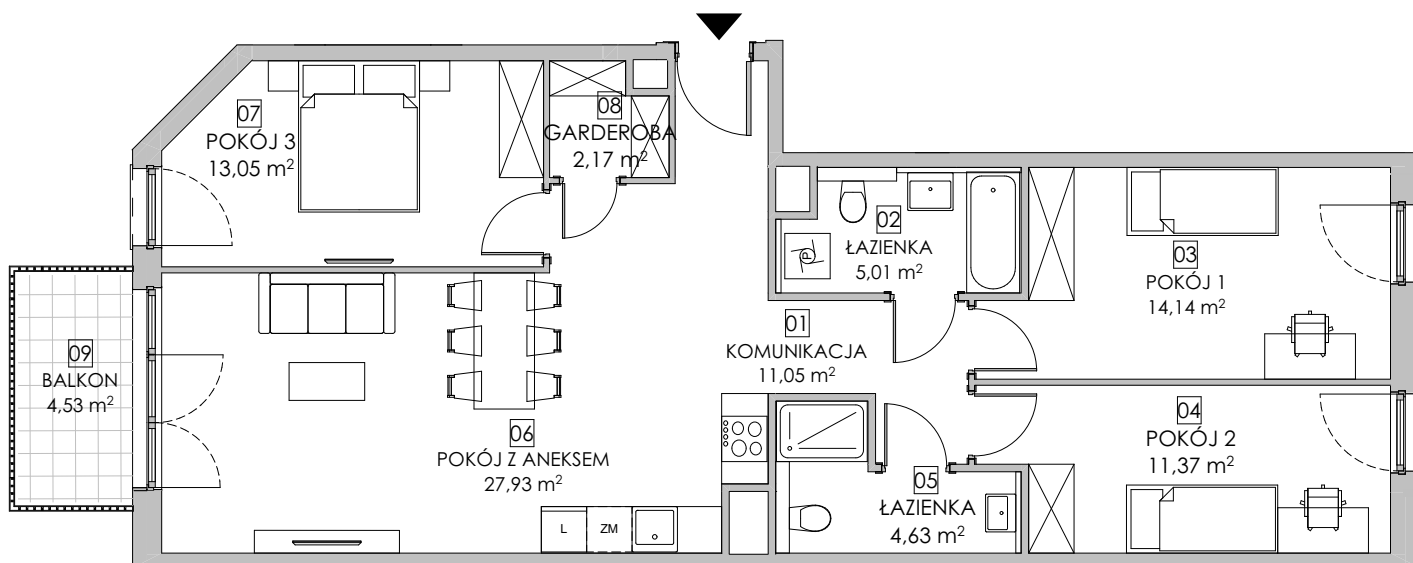 07
POKÓJ 3
13,05 m²
08
GARDEROBA
2,17 m²
02
ŁAZIENKA
5,01 m²
P
03
POKÓJ 1
14,14 m²
01
KOMUNIKACJA
11,05 m²
09
BALKON
4,53 m²
06
POKÓJ Z ANEKSEM
27,93 m²
04
POKÓJ 2
11,37 m²
05
ŁAZIENKA
4,63 m²
L
ZM